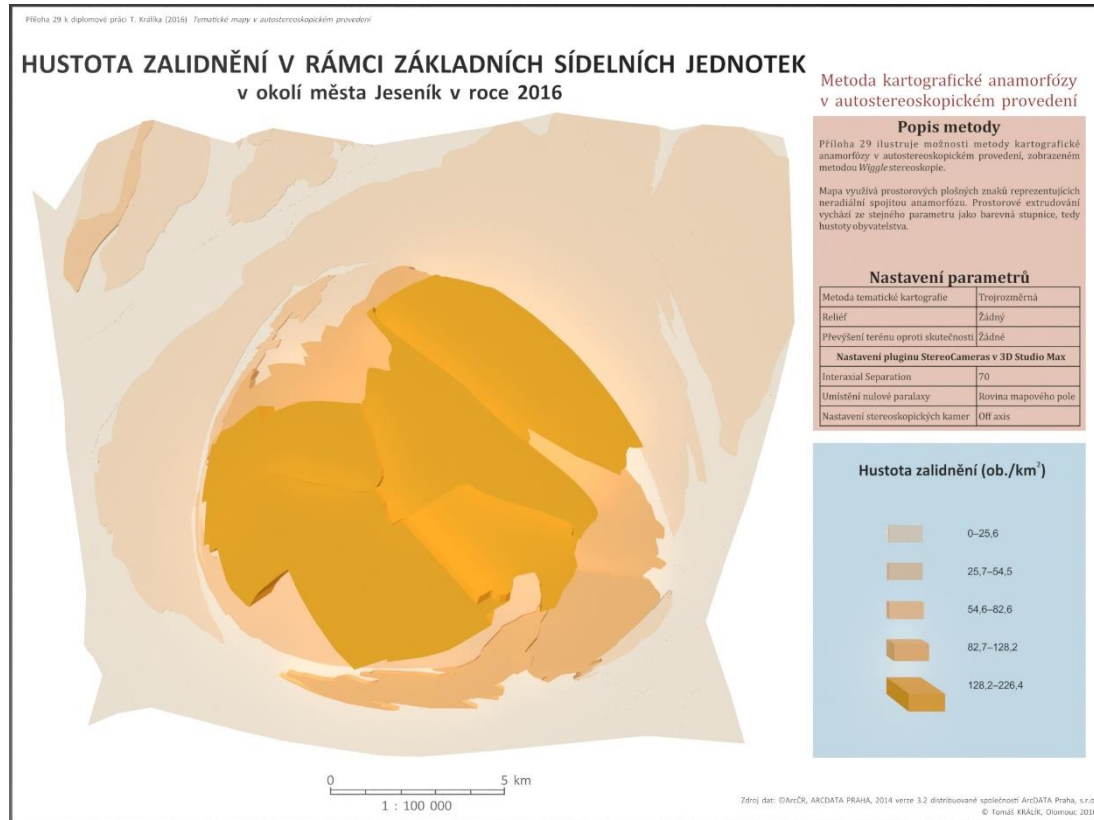 Příloha 29 k diplomové práci T. Králíka (2016) Tematické mapy v autostereoskopickém provedení
HUSTOTA ZALIDNĚNÍ V RÁMCI ZÁKLADNÍCH SÍDELNÍCH JEDNOTEK
v okolí města Jeseník v roce 2016
Metoda kartografické anamorfózy
v autostereoskopickém provedení
Popis metody
Příloha 29 ilustruje možnosti metody kartografické
anamorfózy v autostereoskopickém provedení, zobrazeném
metodou Wiggle stereoskopie.
Mapa využívá prostorových plošných znaků reprezentujících
neradiální spojitou anamorfózu. Prostorové extrudování
vychází ze stejného parametru jako barevná stupnice, tedy
hustoty obyvatelstva.
Nastavení parametrů
Metoda tematické kartografie Trojrozměrná
Reliéf Žádný
Převýšení terénu oproti skutečnosti Žádné
Nastavení pluginu StereoCameras v 3D Studio Max
Interaxial Separation 70
Umístění nulové paralaxy Rovina mapového pole
Nastavení stereoskopických kamer Off axis
Hustota zalidnění (ob./km²)
0–25,6
25,7–54,5
54,6–82,6
82,7–128,2
128,2–226,4
0 5 km
1 : 100 000
Zdroj dat: ©ArcČR, ARCDATA PRAHA, 2014 verze 3.2 distribuované společností ArcDATA Praha, s.r.o
© Tomáš KRÁLÍK, Olomouc 2016